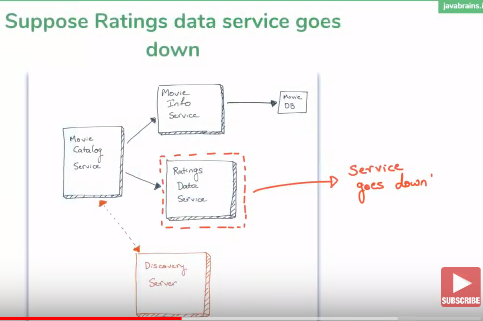 javabrains.i
Suppose Ratings data service goes
down
Movie
Info
Service
Movie
DB
Movie
Catalog
Service
Ratings
Data
Service
Service
goes down
Discovery
Server
SUBSCRIBE